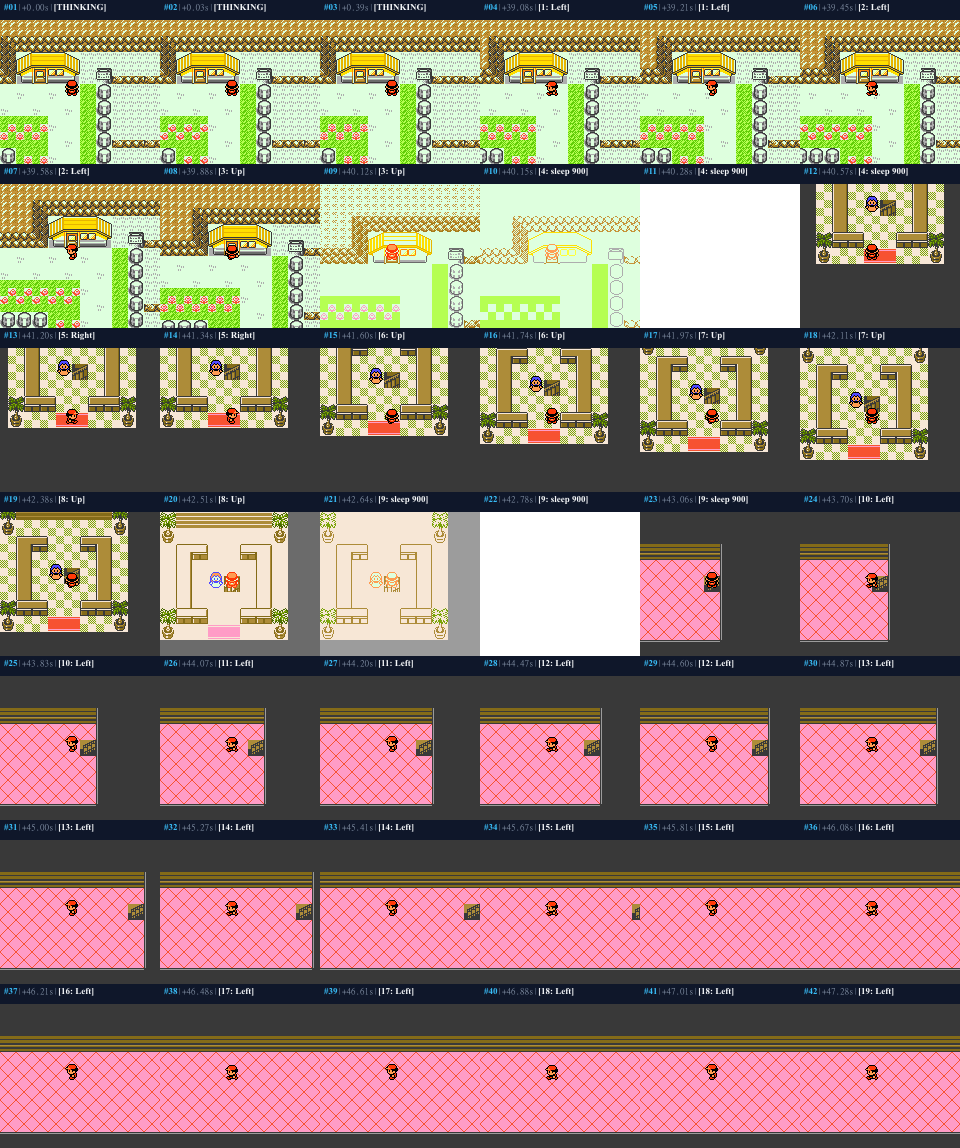 #01|+0.00s|[THINKING]
#02|+0.03s|[THINKING]
#03|+0.39s|[THINKING]
#04|+39.08s|[1: Left]
#05|+39.21s|[1: Left]
#06|+39.45s|[2: Left]
#07|+39.58s|[2: Left]
#08|+39.88s|[3: Up]
#09|+40.12s|[3: Up]
#10|+40.15s|[4: sleep 900]
#11|+40.28s|[4: sleep 900]
#12|+40.57s|[4: sleep 900]
#13|+41.20s|[5: Right]
#14|+41.34s|[5: Right]
#15|+41.60s|[6: Up]
#16|+41.74s|[6: Up]
#17|+41.97s|[7: Up]
#18|+42.11s|[7: Up]
#19|+42.38s|[8: Up]
#20|+42.51s|[8: Up]
#21|+42.64s|[9: sleep 900]
#22|+42.78s|[9: sleep 900]
#23|+43.06s|[9: sleep 900]
#24|+43.70s|[10: Left]
#25|+43.83s|[10: Left]
#26|+44.07s|[11: Left]
#27|+44.20s|[11: Left]
#28|+44.47s|[12: Left]
#29|+44.60s|[12: Left]
#30|+44.87s|[13: Left]
#31|+45.00s|[13: Left]
#32|+45.27s|[14: Left]
#33|+45.41s|[14: Left]
#34|+45.67s|[15: Left]
#35|+45.81s|[15: Left]
#36|+46.08s|[16: Left]
#37|+46.21s|[16: Left]
#38|+46.48s|[17: Left]
#39|+46.61s|[17: Left]
#40|+46.88s|[18: Left]
#41|+47.01s|[18: Left]
#42|+47.28s|[19: Left]